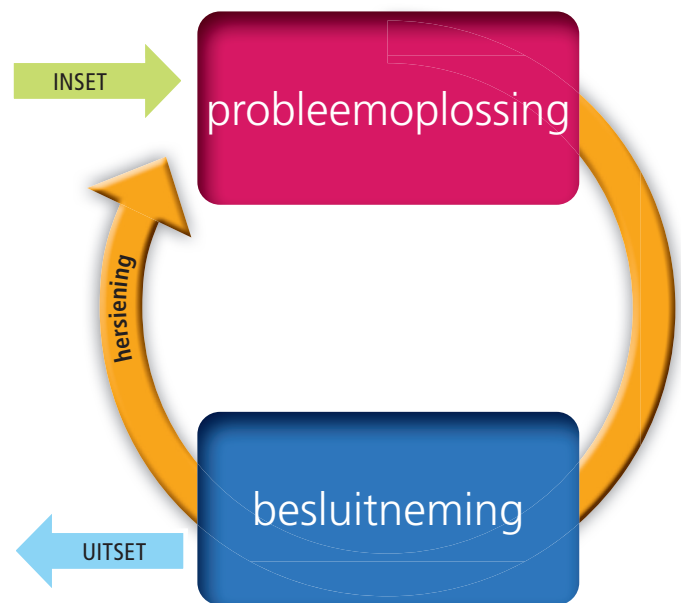 INSET
probleemoplossing
hersiening
besluitneming
UITSET